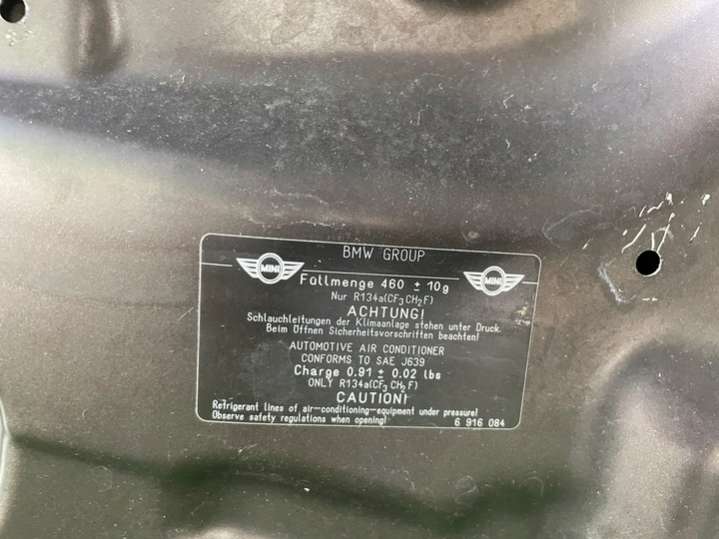 BMW GROUP
MINI
MINI
Füllmenge 460 ± 10g
Nur R134a(CF3CH2F)
ACHTUNG!
Schlauchleitungen der Klimaanlage stehen unter Druck.
Beim Öffnen Sicherheitsvorschriften beachten!
AUTOMOTIVE AIR CONDITIONER
CONFORMS TO SAE J639
Charge 0.91 ± 0.02 lbs
ONLY R134a(CF3CH2F)
CAUTION!
Refrigerant lines of air-conditioning-equipment under pressure!
Observe safety regulations when opening!
6 916 084